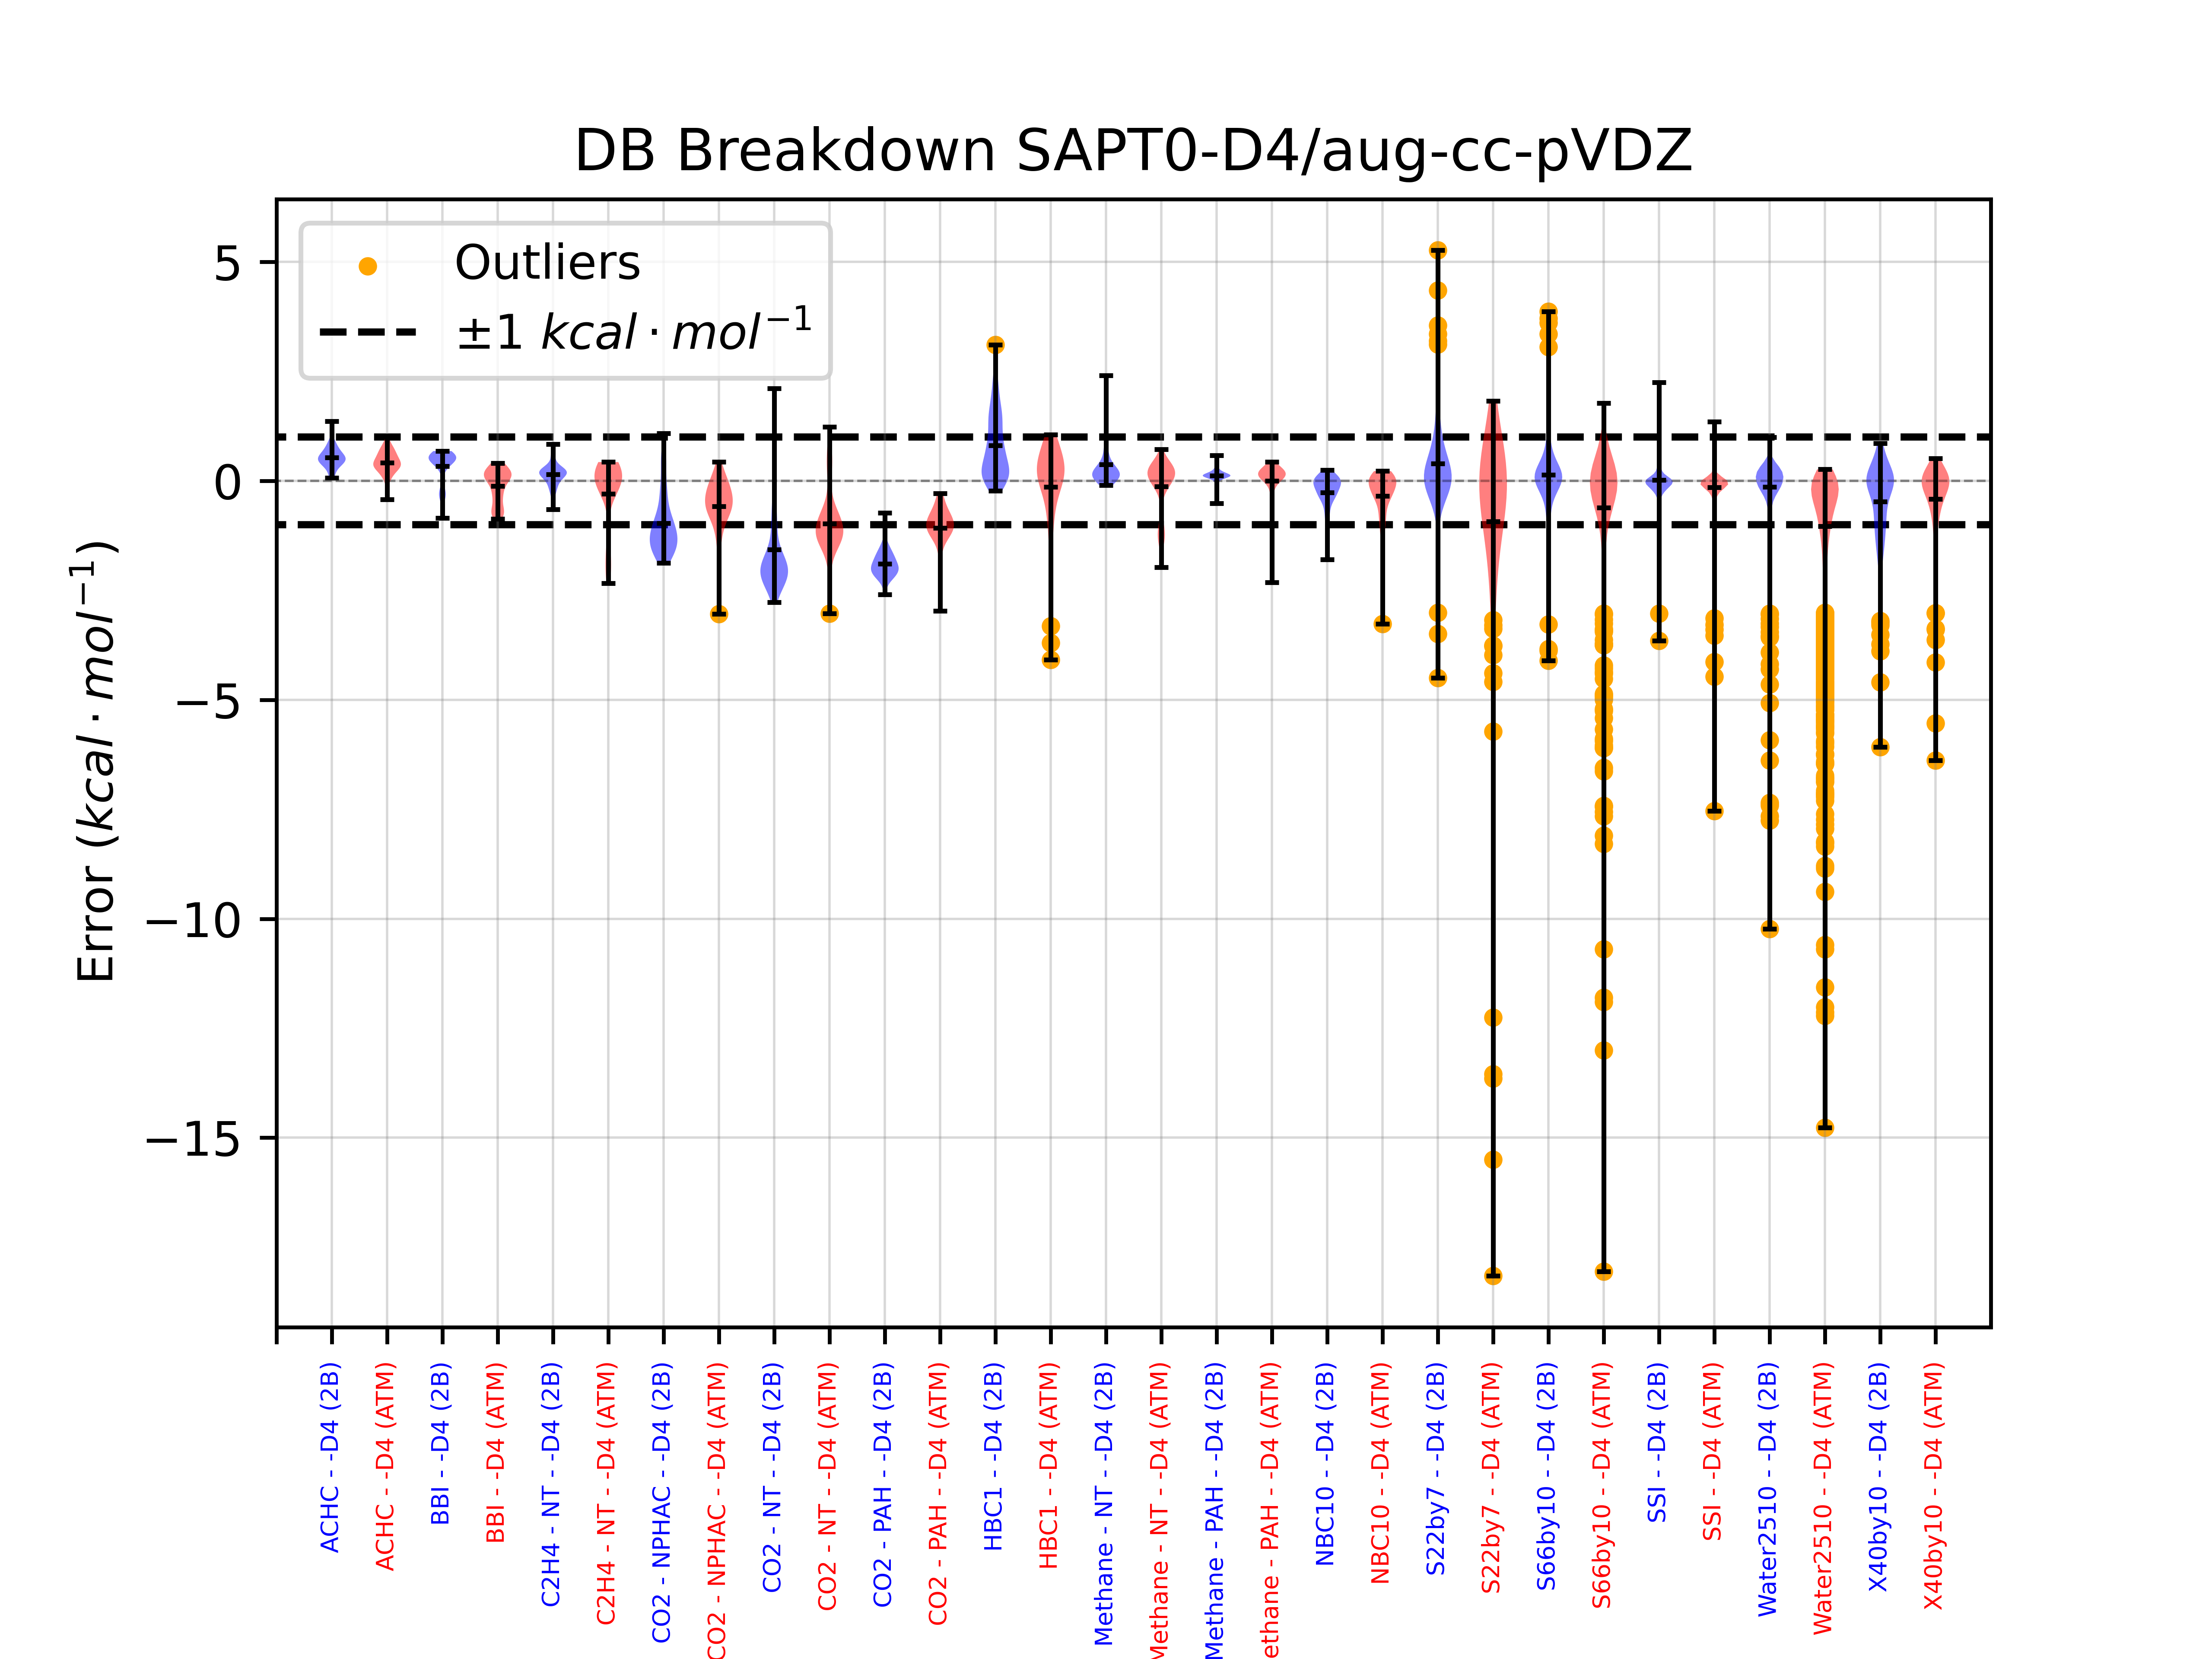 DB Breakdown SAPT0-D4/aug-cc-pVDZ
Outliers
±1 kcal · mol⁻¹
Error (kcal · mol⁻¹)
5
0
−5
−10
−15
ACHC - -D4 (2B)
ACHC - -D4 (ATM)
BBI - -D4 (2B)
BBI - -D4 (ATM)
C2H4 - NT - -D4 (2B)
C2H4 - NT - -D4 (ATM)
CO2 - NPHAC - -D4 (2B)
CO2 - NPHAC - -D4 (ATM)
CO2 - NT - -D4 (2B)
CO2 - NT - -D4 (ATM)
CO2 - PAH - -D4 (2B)
CO2 - PAH - -D4 (ATM)
HBC1 - -D4 (2B)
HBC1 - -D4 (ATM)
Methane - NT - -D4 (2B)
Methane - NT - -D4 (ATM)
Methane - PAH - -D4 (2B)
ethane - PAH - -D4 (ATM)
NBC10 - -D4 (2B)
NBC10 - -D4 (ATM)
S22by7 - -D4 (2B)
S22by7 - -D4 (ATM)
S66by10 - -D4 (2B)
S66by10 - -D4 (ATM)
SSI - -D4 (2B)
SSI - -D4 (ATM)
Water2510 - -D4 (2B)
Water2510 - -D4 (ATM)
X40by10 - -D4 (2B)
X40by10 - -D4 (ATM)